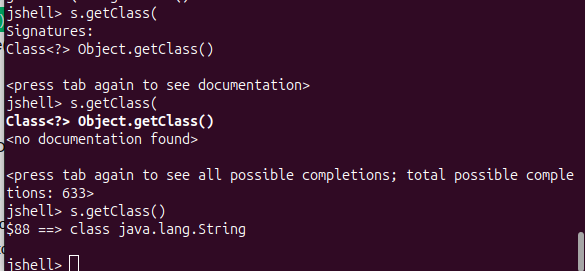 jshell> s.getClass(
Signatures:
Class<?> Object.getClass()
<press tab again to see documentation>
jshell> s.getClass(
Class<?> Object.getClass()
<no documentation found>
<press tab again to see all possible completions; total possible comple
tions: 633>
jshell> s.getClass()
$88 ==> class java.lang.String
jshell>